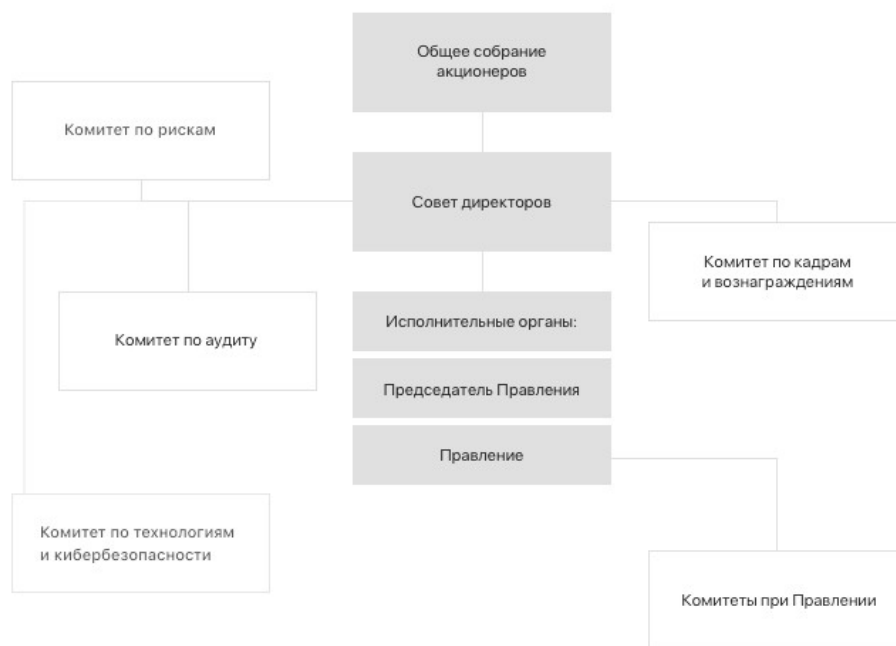 Общее собрание
акционеров
Комитет по рискам
Совет директоров
Комитет по кадрам
и вознаграждениям
Исполнительные органы:
Комитет по аудиту
Председатель Правления
Правление
Комитет по технологиям
и кибербезопасности
Комитеты при Правлении